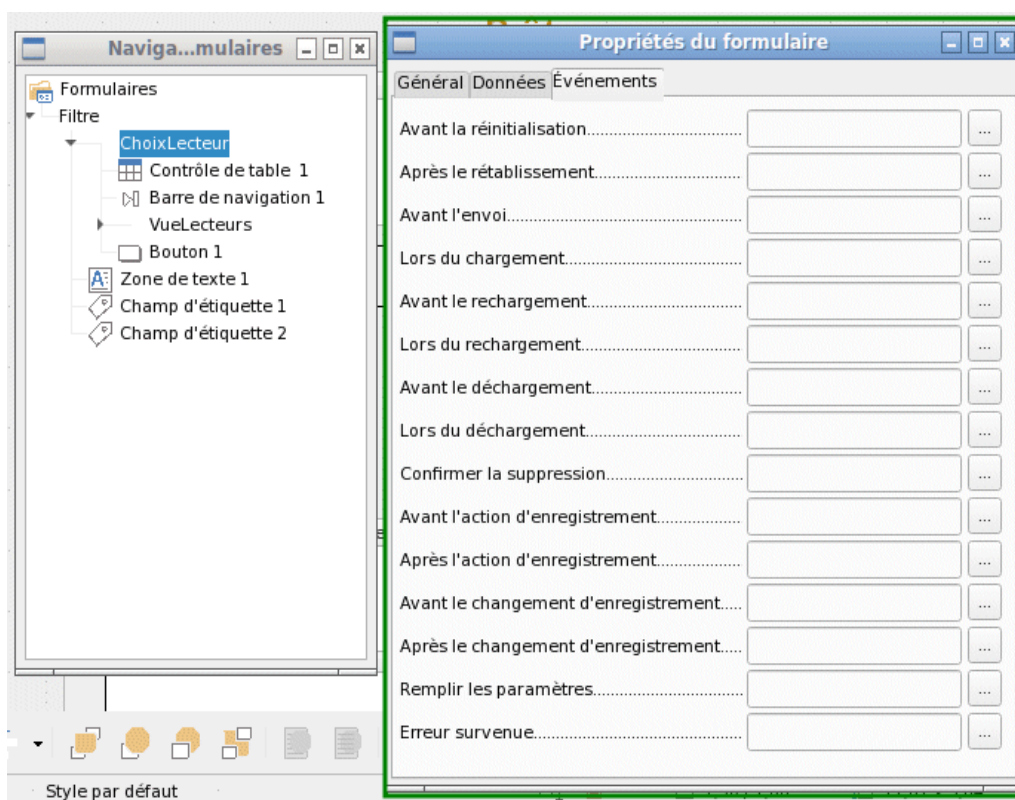 Naviga...mulaires
Formulaires
Filtre
ChoixLecteur
Contrôle de table 1
Barre de navigation 1
VueLecteurs
Bouton 1
Zone de texte 1
Champ d'étiquette 1
Champ d'étiquette 2
Style par défaut
Propriétés du formulaire
Général Données Événements
Avant la réinitialisation
Après le rétablissement
Avant l'envoi
Lors du chargement
Avant le rechargement
Lors du rechargement
Avant le déchargement
Lors du déchargement
Confirmer la suppression
Avant l'action d'enregistrement
Après l'action d'enregistrement
Avant le changement d'enregistrement
Après le changement d'enregistrement
Remplir les paramètres
Erreur survenue